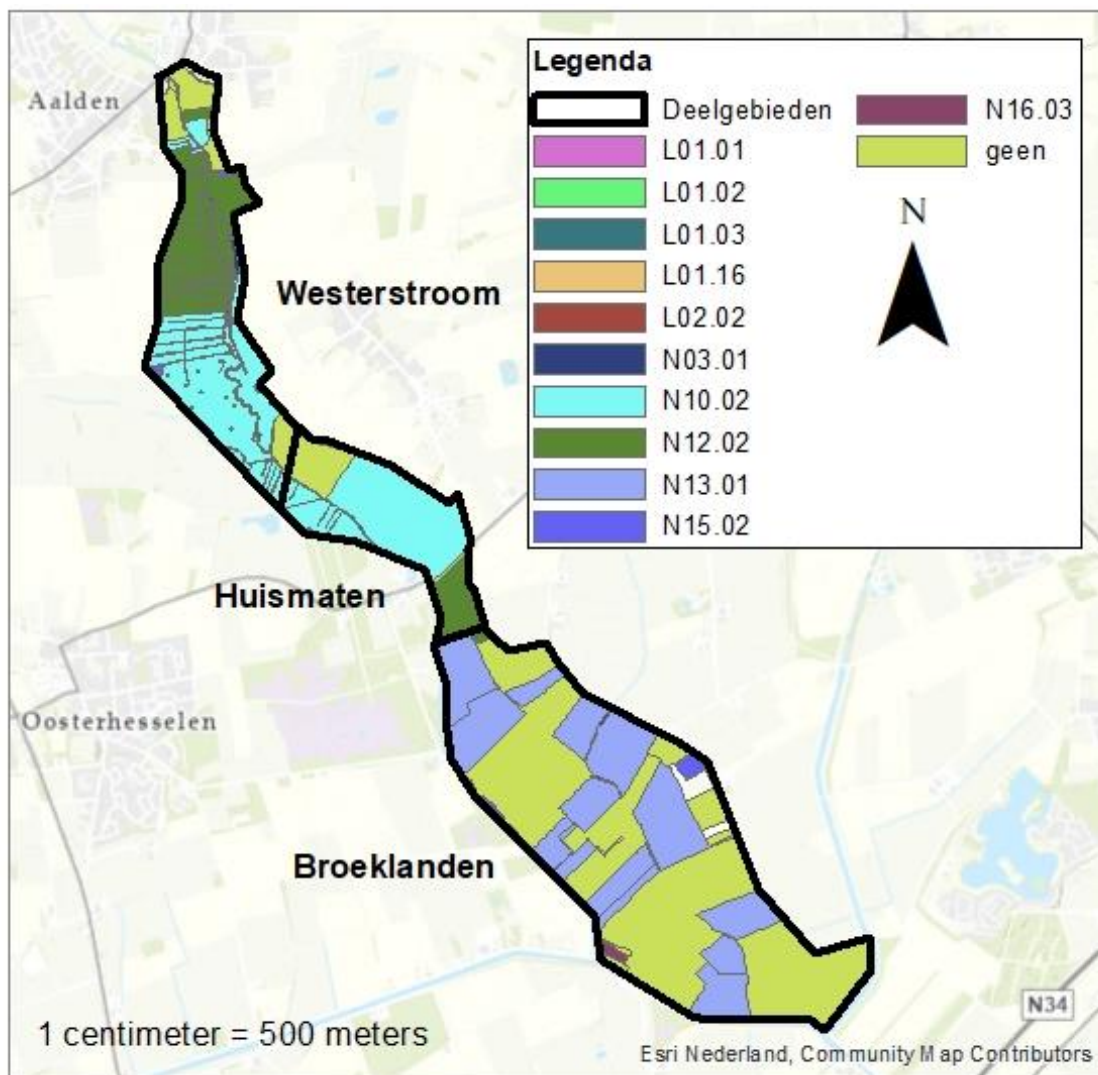 Aalden
Legenda
Deelgebieden
L01.01
L01.02
L01.03
L01.16
L02.02
N03.01
N10.02
N12.02
N13.01
N15.02
N16.03
geen
N
Westerstroom
Huismaten
Oosterhesselen
Broeklanden
N34
1 centimeter = 500 meters
Esri Nederland, Community Map Contributors